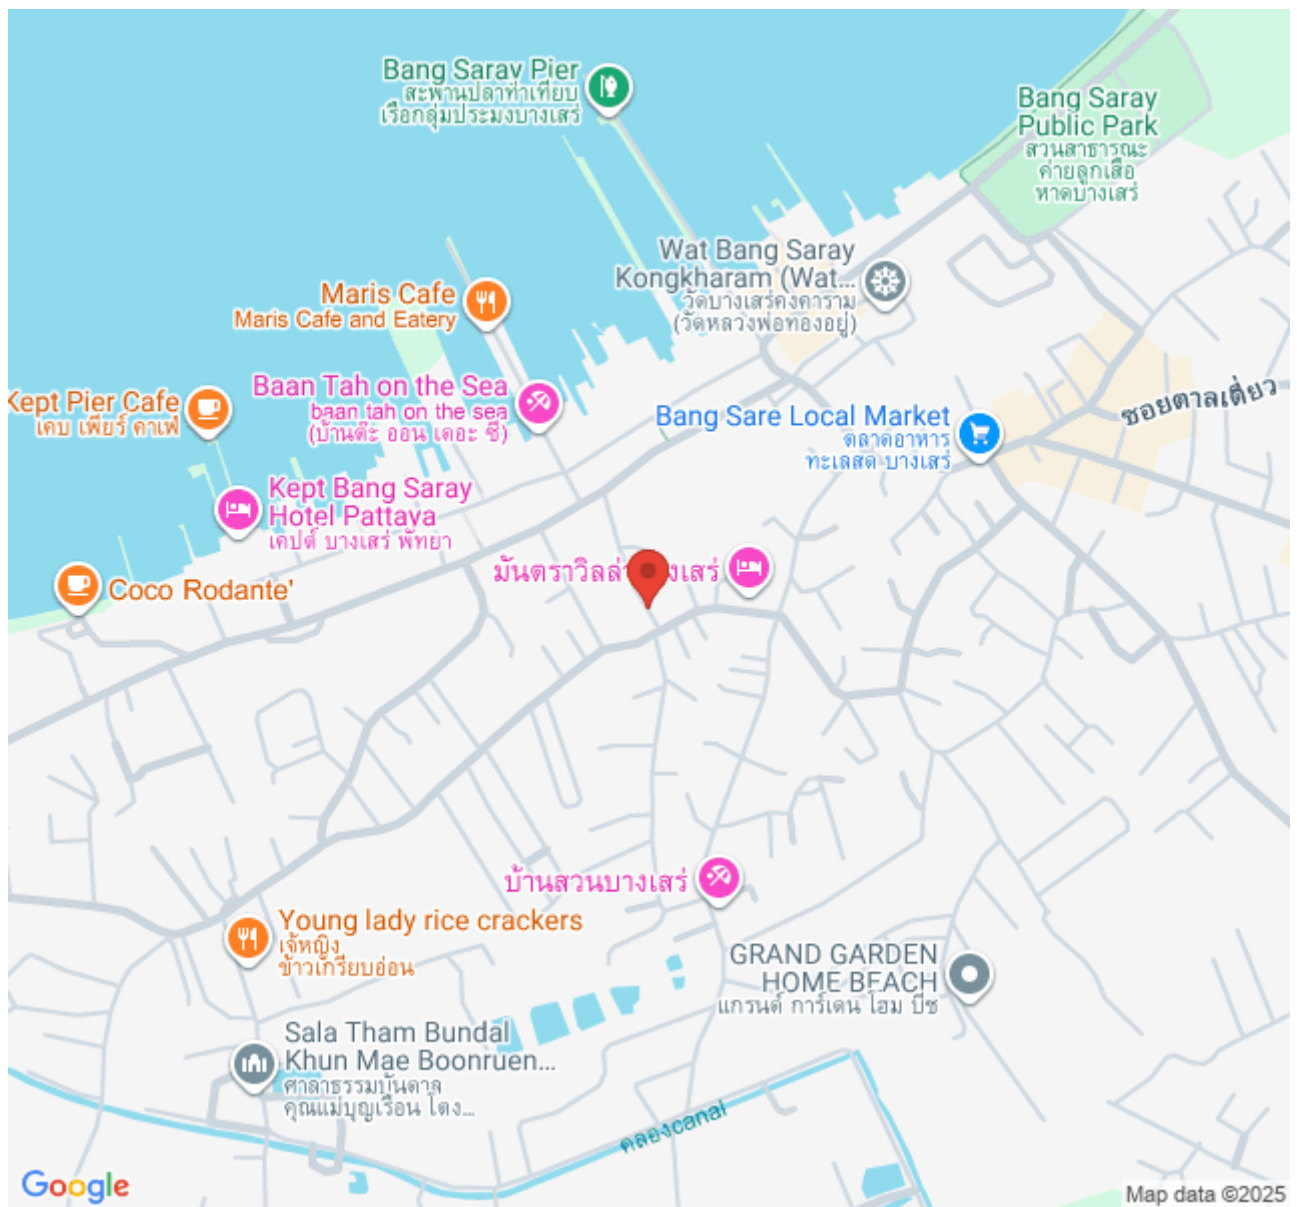 Bang Saray Pier
สะพานปลาท่าเทียบ
เรือกลุ่มประมงบางเสร่
Bang Saray
Public Park
สวนสาธารณะ
ค่ายลูกเสือ
หาดบางเสร่
Wat Bang Saray
Kongkharam (Wat...
วัดบางเสร่คงคาราม
(วัดหลวงพ่อทองอยู่)
Maris Cafe
Maris Cafe and Eatery
Baan Tah on the Sea
baan tah on the sea
(บ้านต๊ะ ออน เดอะ ซี)
Kept Pier Cafe
เคบ เพียร์ คาเฟ่
ซอยตาลเดี่ยว
Bang Sare Local Market
ตลาดอาหาร
ทะเลสด บางเสร่
Kept Bang Saray
Hotel Pattaya
เคปต์ บางเสร่ พัทยา
มันตราวิลล่า
งเสร่
Coco Rodante'
บ้านสวนบางเสร่
Young lady rice crackers
เจ้หญิง
ข้าวเกรียบอ่อน
GRAND GARDEN
HOME BEACH
แกรนด์ การ์เดน โฮม บีช
Sala Tham Bundal
Khun Mae Boonruen...
ศาลาธรรมบันดาล
คุณแม่บุญเรือน โตง...
คลองcanal
Google
Map data ©2025